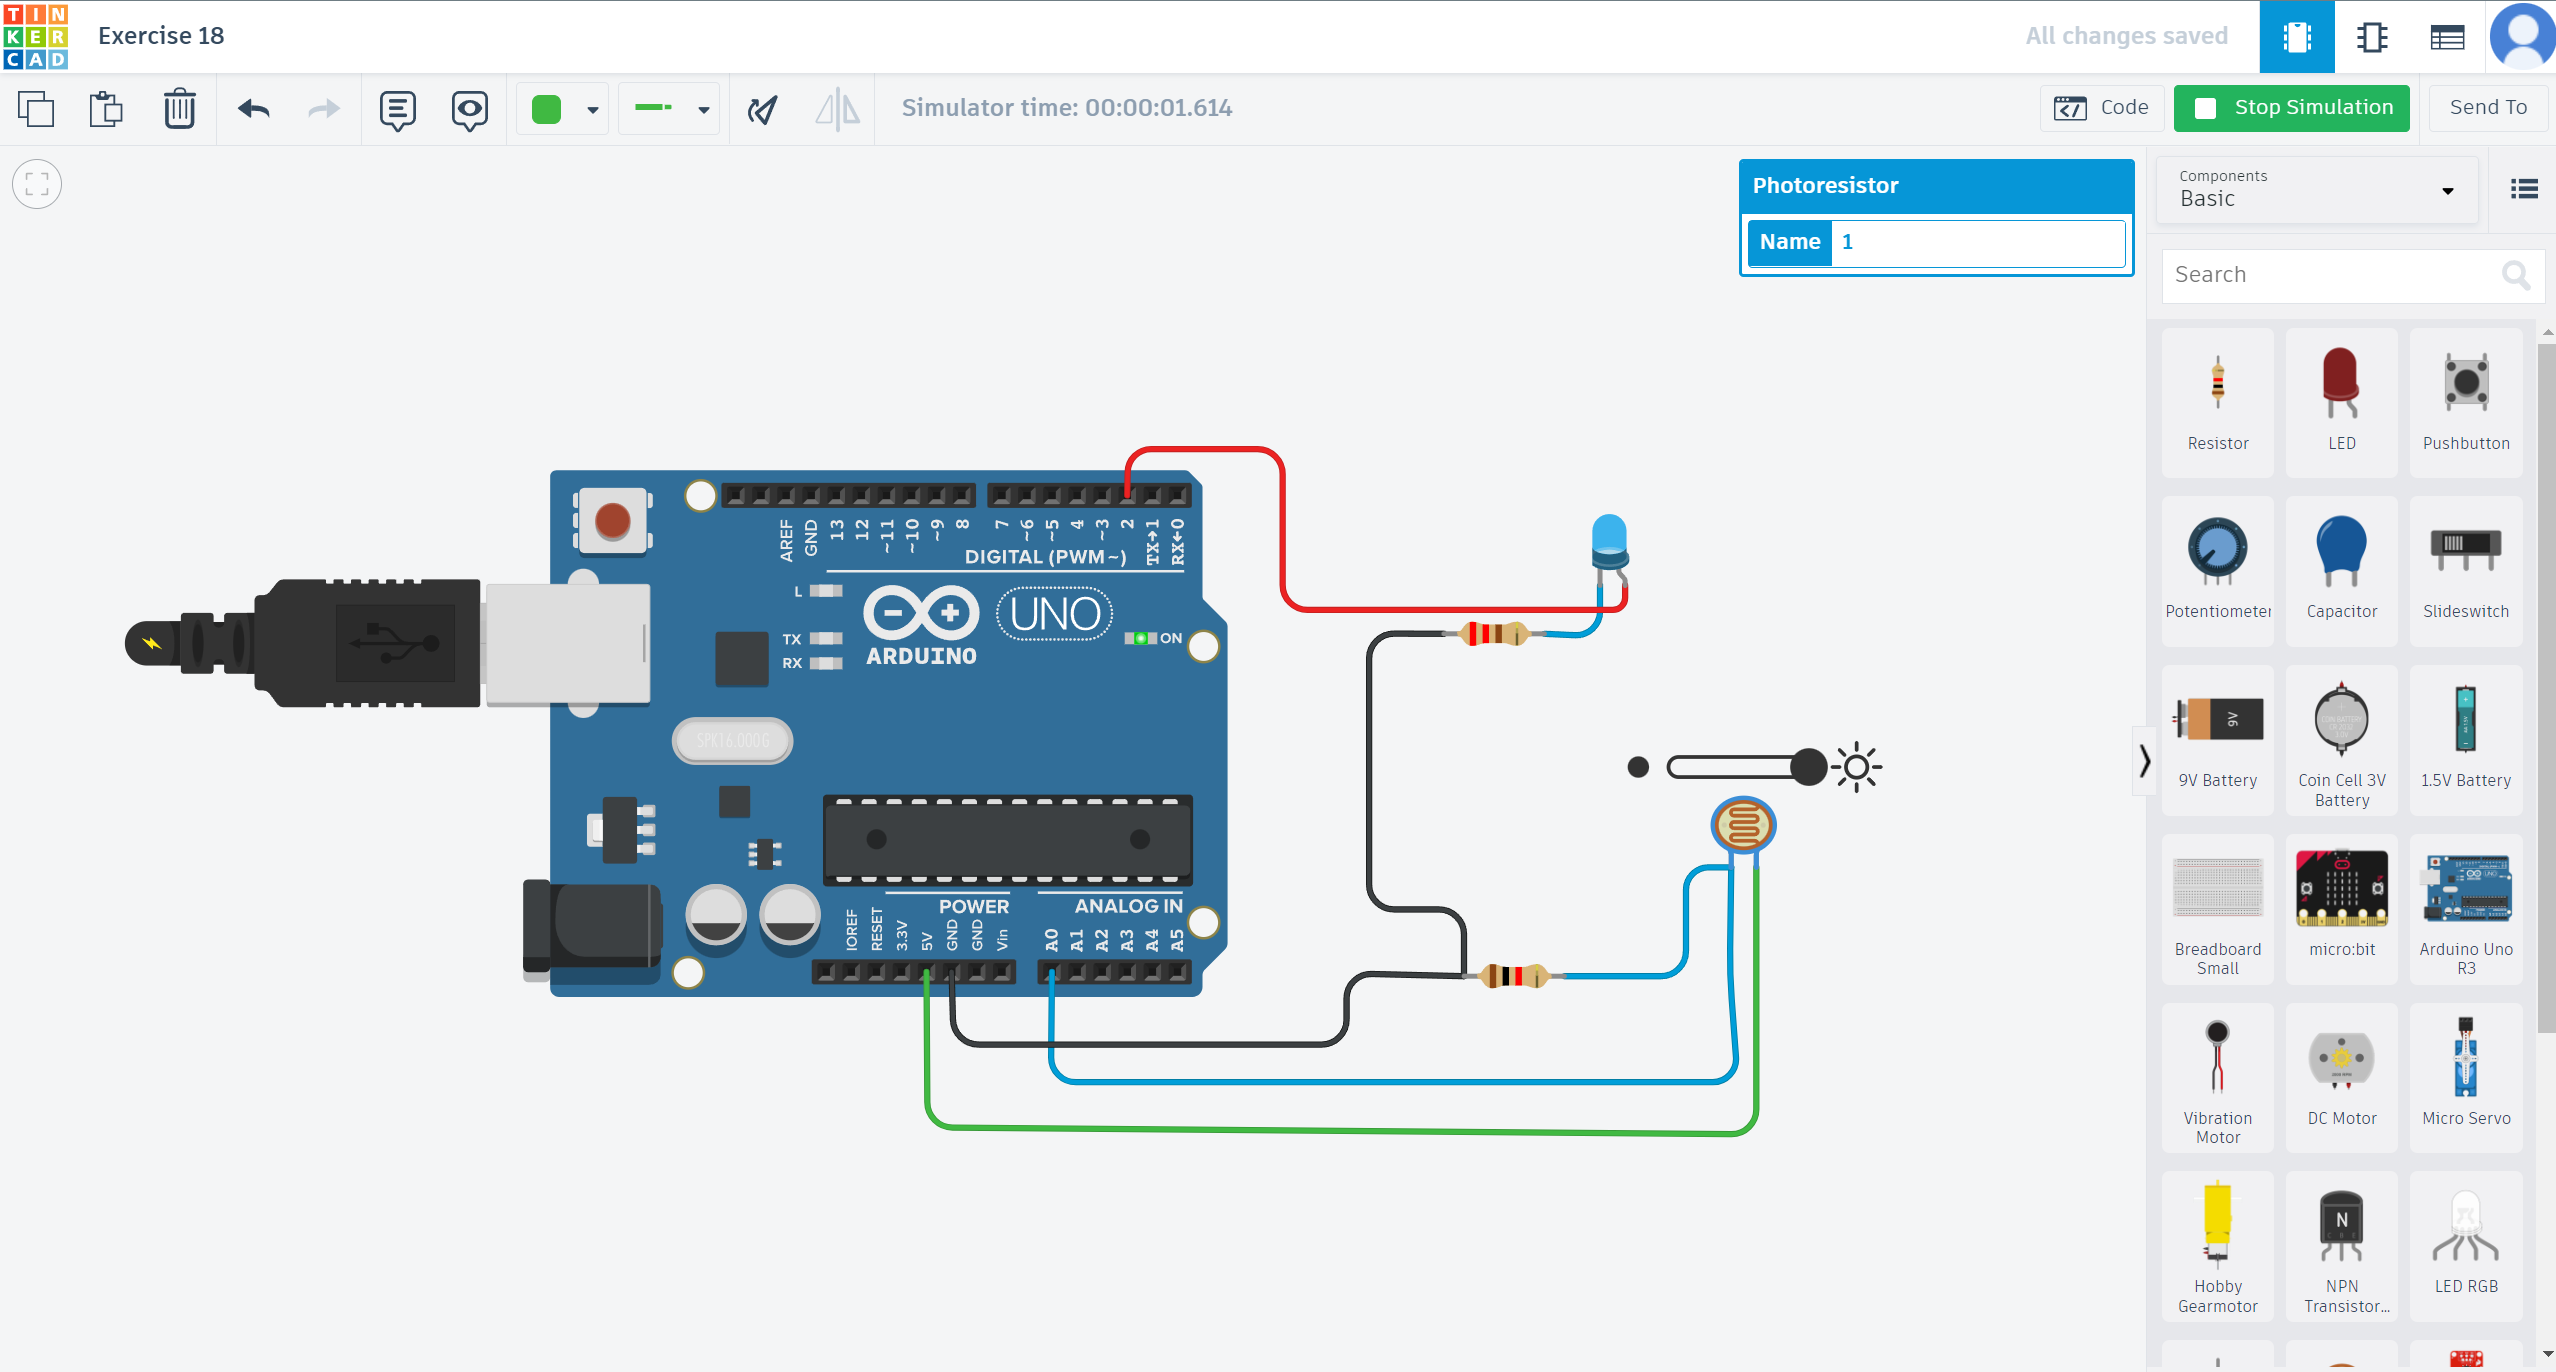 TINKERCAD
Exercise 18
All changes saved
Simulator time: 00:00:01.614
Code
Stop Simulation
Send To
Photoresistor
Name 1
Components
Basic
Search
Resistor
LED
Pushbutton
Potentiometer
Capacitor
Slideswitch
9V
9V Battery
Coin Cell 3V
Battery
1.5V Battery
Breadboard
Small
micro:bit
Arduino Uno
R3
Vibration
Motor
DC Motor
Micro Servo
Hobby
Gearmotor
N
NPN
Transistor...
LED RGB
AREF
GND
13
12
~11
~10
~9
8
7
~6
~5
4
~3
2
TX→1
RX←0
DIGITAL (PWM~)
L
TX
RX
ARDUINO
UNO
ON
SPK16.000G
POWER
ANALOG IN
IOREF
RESET
3.3V
5V
GND
GND
Vin
A0
A1
A2
A3
A4
A5